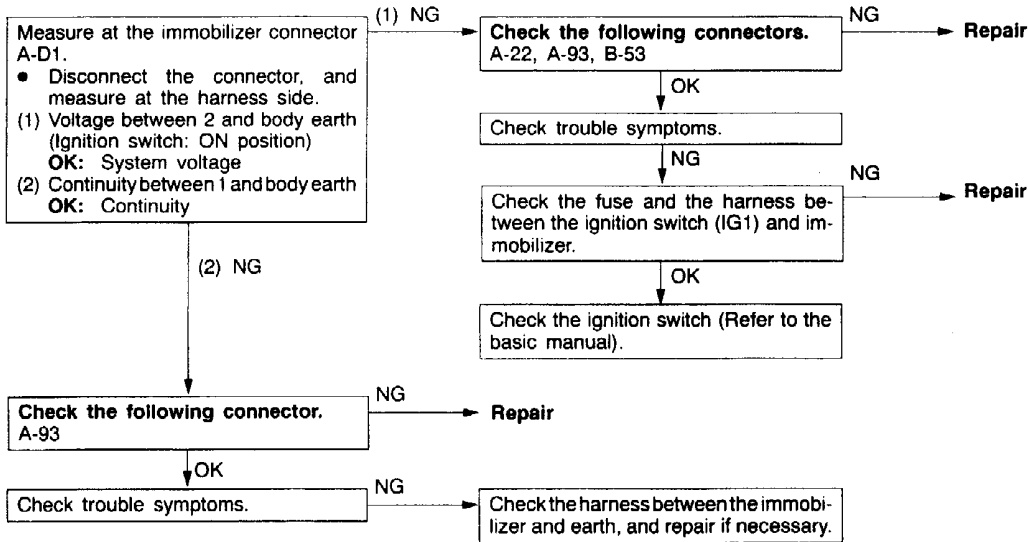 Measure at the immobilizer connector
A-D1.
● Disconnect the connector, and
measure at the harness side.
(1) Voltage between 2 and body earth
(Ignition switch: ON position)
OK: System voltage
(2) Continuity between 1 and body earth
OK: Continuity
(1) NG
Check the following connectors.
A-22, A-93, B-53
NG
Repair
OK
Check trouble symptoms.
NG
Check the fuse and the harness be-
tween the ignition switch (IG1) and im-
mobilizer.
NG
Repair
OK
Check the ignition switch (Refer to the
basic manual).
(2) NG
Check the following connector.
A-93
NG
Repair
OK
Check trouble symptoms.
NG
Check the harness between the immobi-
lizer and earth, and repair if necessary.